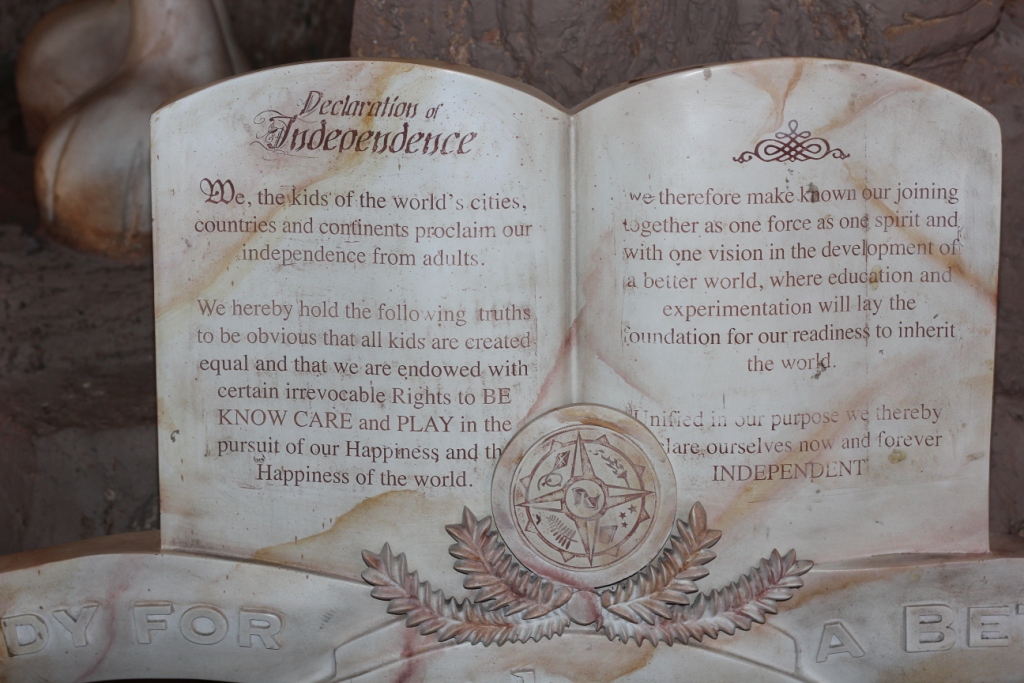 Declaration of
Independence
We, the kids of the world's cities,
countries and continents proclaim our
independence from adults.
We hereby hold the following truths
to be obvious that all kids are created
equal and that we are endowed with
certain irrevocable Rights to BE
KNOW CARE and PLAY in the
pursuit of our Happiness and th
Happiness of the world.
we therefore make known our joining
together as one force as one spirit and
with one vision in the development of
a better world, where education and
experimentation will lay the
foundation for our readiness to inherit
the world.
Unified in our purpose we thereby
lare ourselves now and forever
INDEPENDENT
DY FOR
A BE